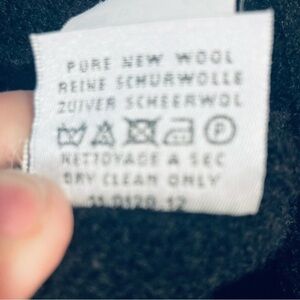 PURE NEW WOOL
REINE SCHURWOLLE
ZUIVER SCHEERWOL
P
NETTOYAGE A SEC
DRY CLEAN ONLY